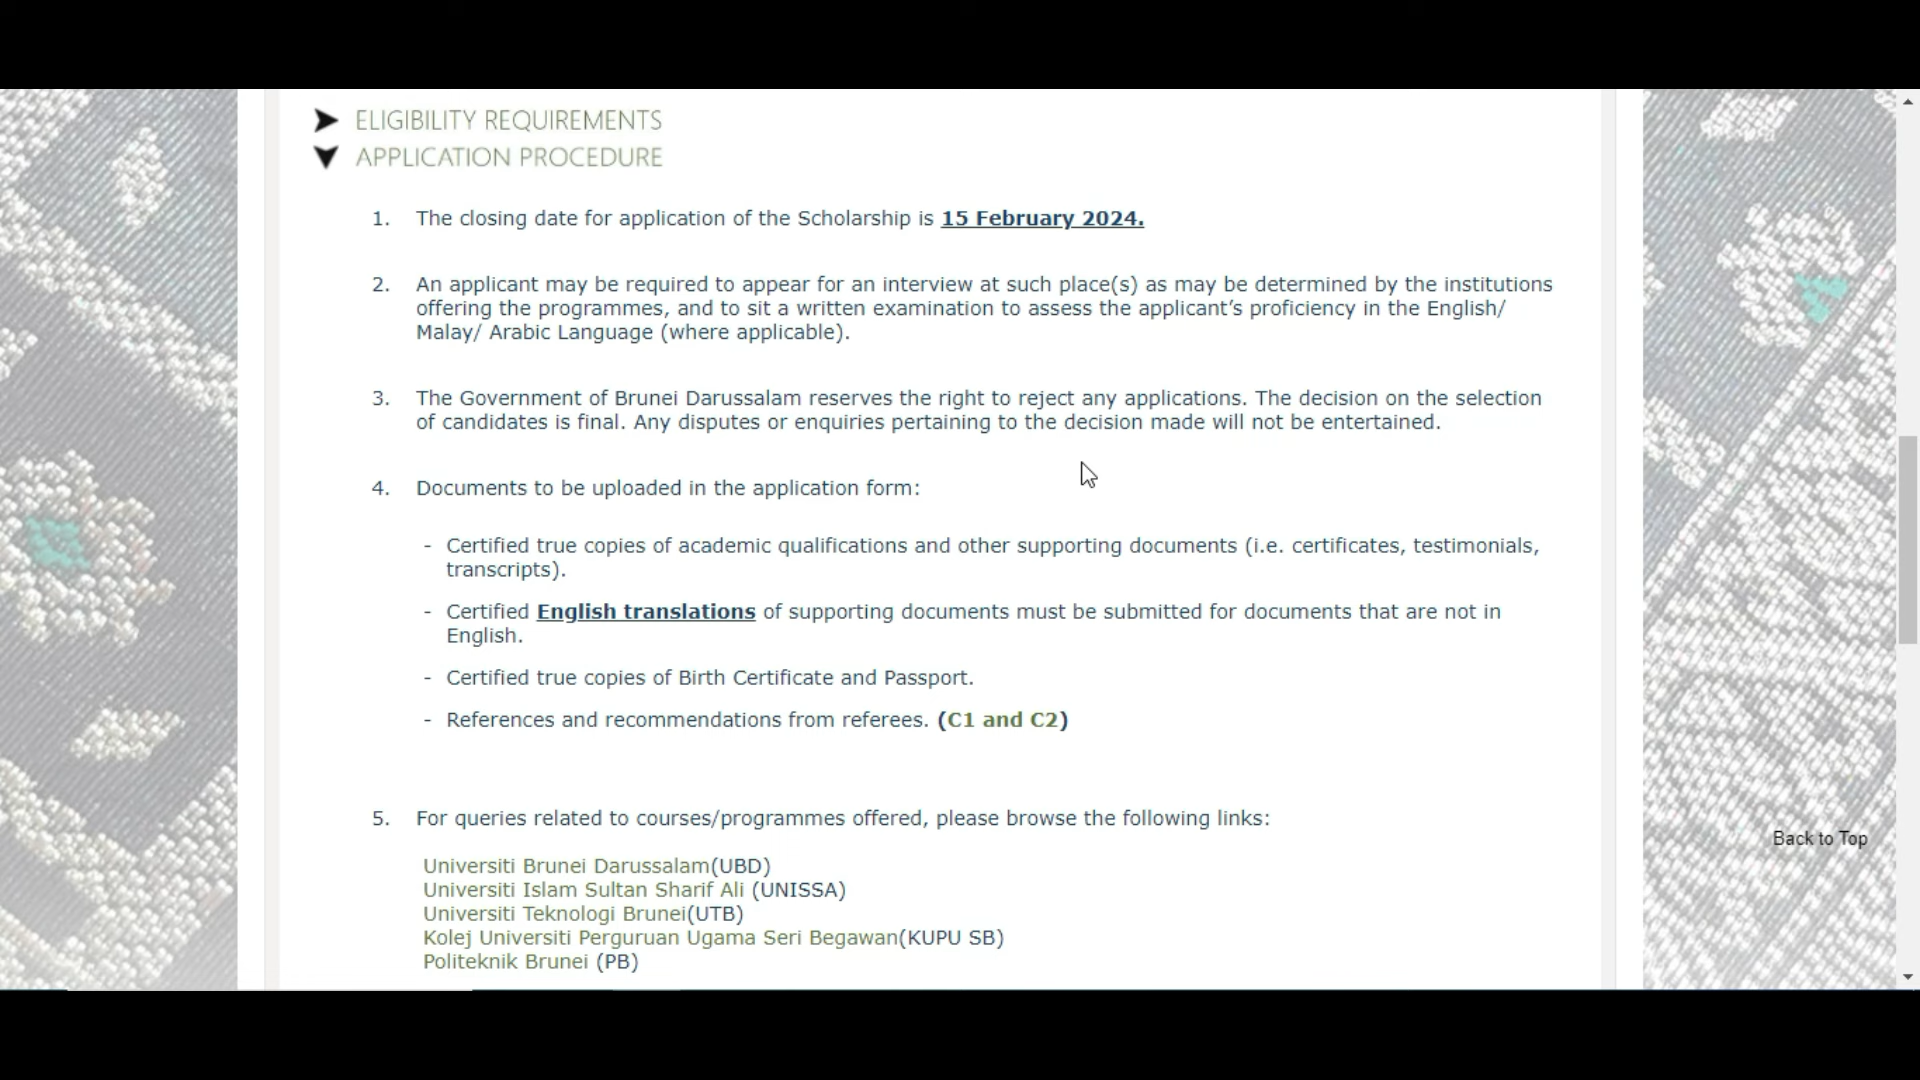 ELIGIBILITY REQUIREMENTS
APPLICATION PROCEDURE
1. The closing date for application of the Scholarship is 15 February 2024.
2. An applicant may be required to appear for an interview at such place(s) as may be determined by the institutions
offering the programmes, and to sit a written examination to assess the applicant’s proficiency in the English/
Malay/ Arabic Language (where applicable).
3. The Government of Brunei Darussalam reserves the right to reject any applications. The decision on the selection
of candidates is final. Any disputes or enquiries pertaining to the decision made will not be entertained.
4. Documents to be uploaded in the application form:
- Certified true copies of academic qualifications and other supporting documents (i.e. certificates, testimonials,
transcripts).
- Certified English translations of supporting documents must be submitted for documents that are not in
English.
- Certified true copies of Birth Certificate and Passport.
- References and recommendations from referees. (C1 and C2)
5. For queries related to courses/programmes offered, please browse the following links:
Back to Top
Universiti Brunei Darussalam(UBD)
Universiti Islam Sultan Sharif Ali (UNISSA)
Universiti Teknologi Brunei(UTB)
Kolej Universiti Perguruan Ugama Seri Begawan(KUPU SB)
Politeknik Brunei (PB)